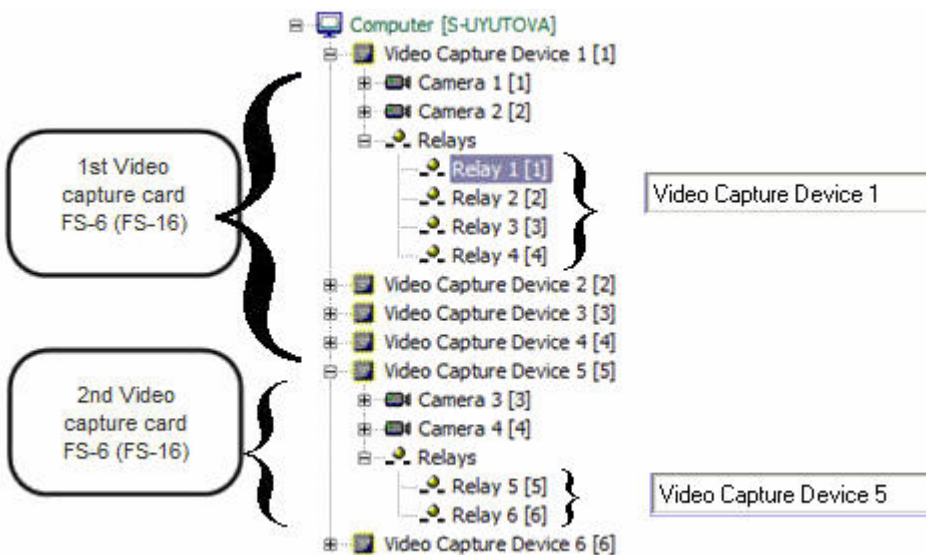 Computer [S-UYUTOVA]
Video Capture Device 1 [1]
Camera 1 [1]
Camera 2 [2]
Relays
Relay 1 [1]
Relay 2 [2]
Relay 3 [3]
Relay 4 [4]
Video Capture Device 2 [2]
Video Capture Device 3 [3]
Video Capture Device 4 [4]
Video Capture Device 5 [5]
Camera 3 [3]
Camera 4 [4]
Relays
Relay 5 [5]
Relay 6 [6]
Video Capture Device 6 [6]
1st Video
capture card
FS-6 (FS-16)
2nd Video
capture card
FS-6 (FS-16)
Video Capture Device 1
Video Capture Device 5